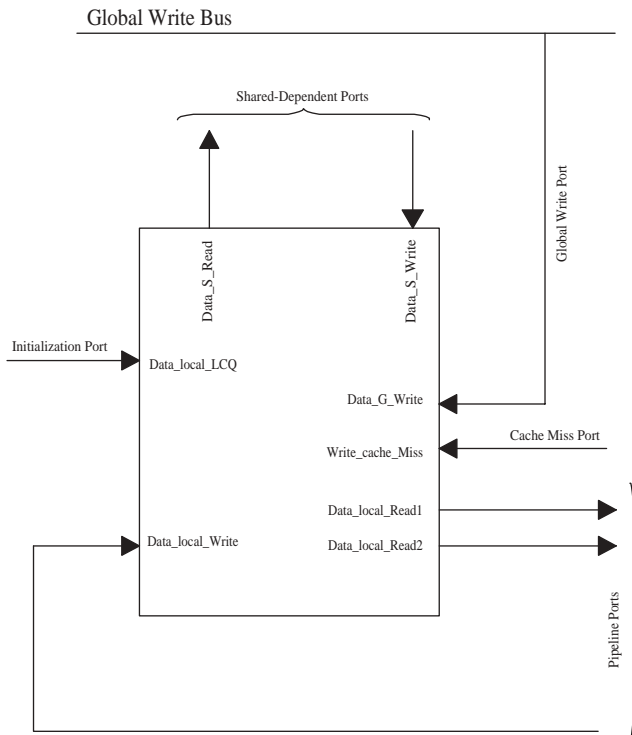 Global Write Bus
Shared-Dependent Ports
Global Write Port
Data_S_Read
Data_S_Write
Initialization Port
Data_local_LCQ
Data_G_Write
Cache Miss Port
Write_cache_Miss
Data_local_Read1
Data_local_Write
Data_local_Read2
Pipeline Ports